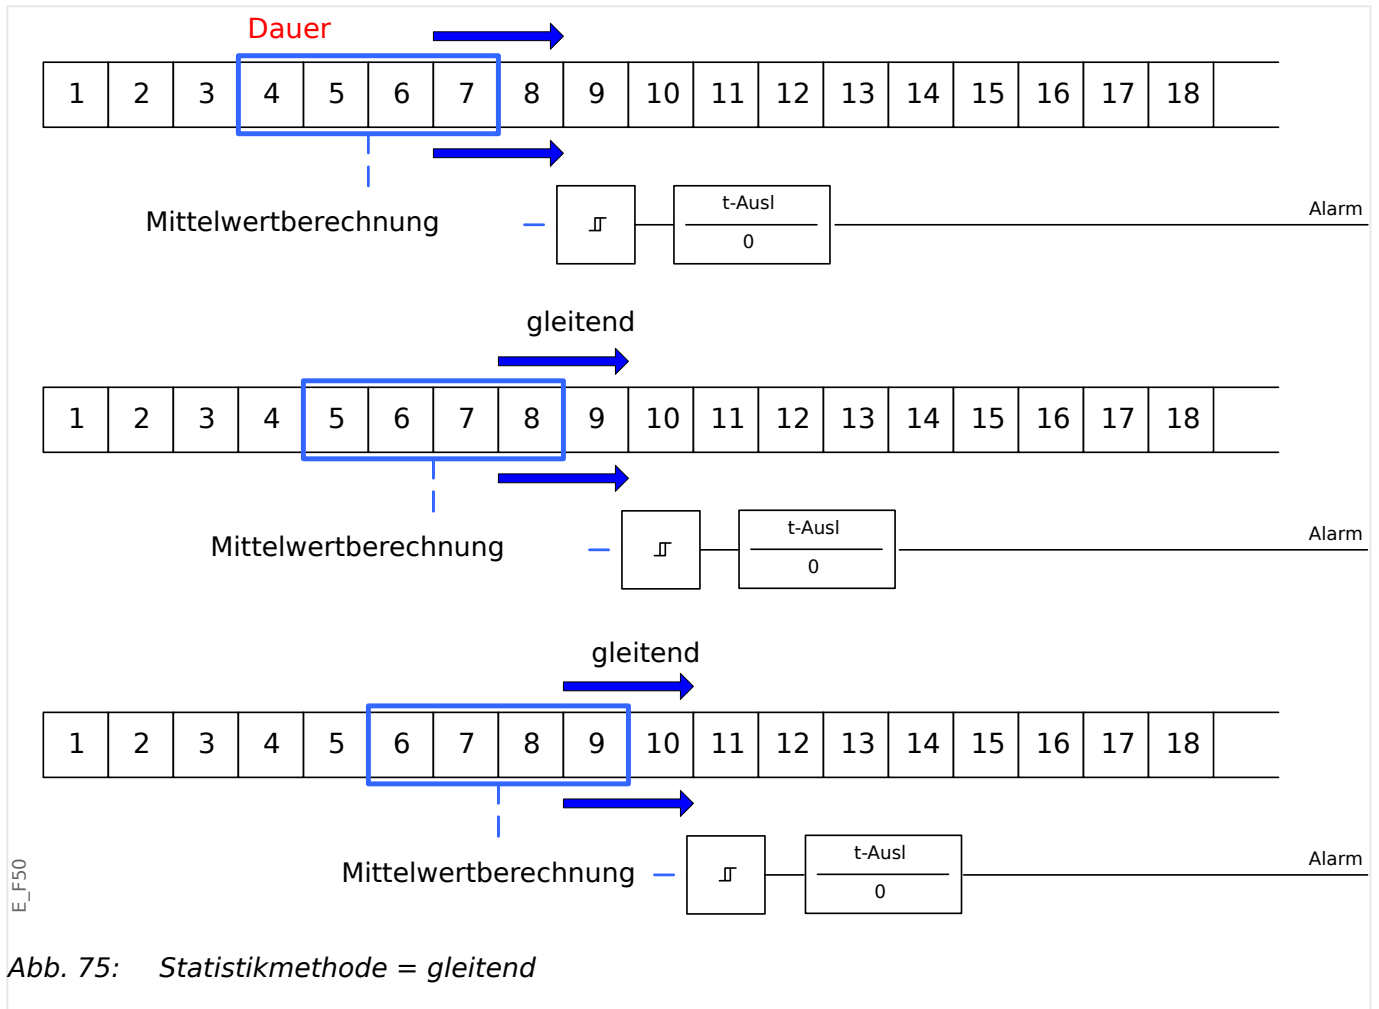 Dauer
1 2 3 4 5 6 7 8 9 10 11 12 13 14 15 16 17 18
Mittelwertberechnung
t-Ausl
0
Alarm
gleitend
1 2 3 4 5 6 7 8 9 10 11 12 13 14 15 16 17 18
Mittelwertberechnung
t-Ausl
0
Alarm
gleitend
1 2 3 4 5 6 7 8 9 10 11 12 13 14 15 16 17 18
Mittelwertberechnung
t-Ausl
0
Alarm
E_F50
Abb. 75: Statistikmethode = gleitend